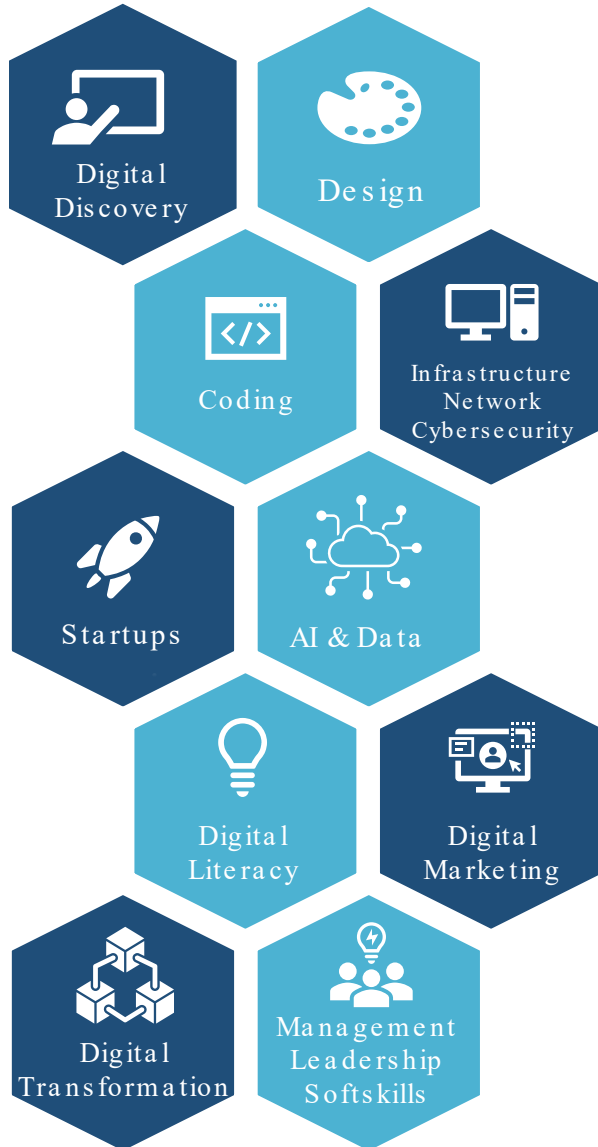 Digital
Discovery
Design
</>
Coding
Infrastructure
Network
Cybersecurity
Startups
AI & Data
Digital
Literacy
Digital
Marketing
Digital
Transformation
Management
Leadership
Softskills